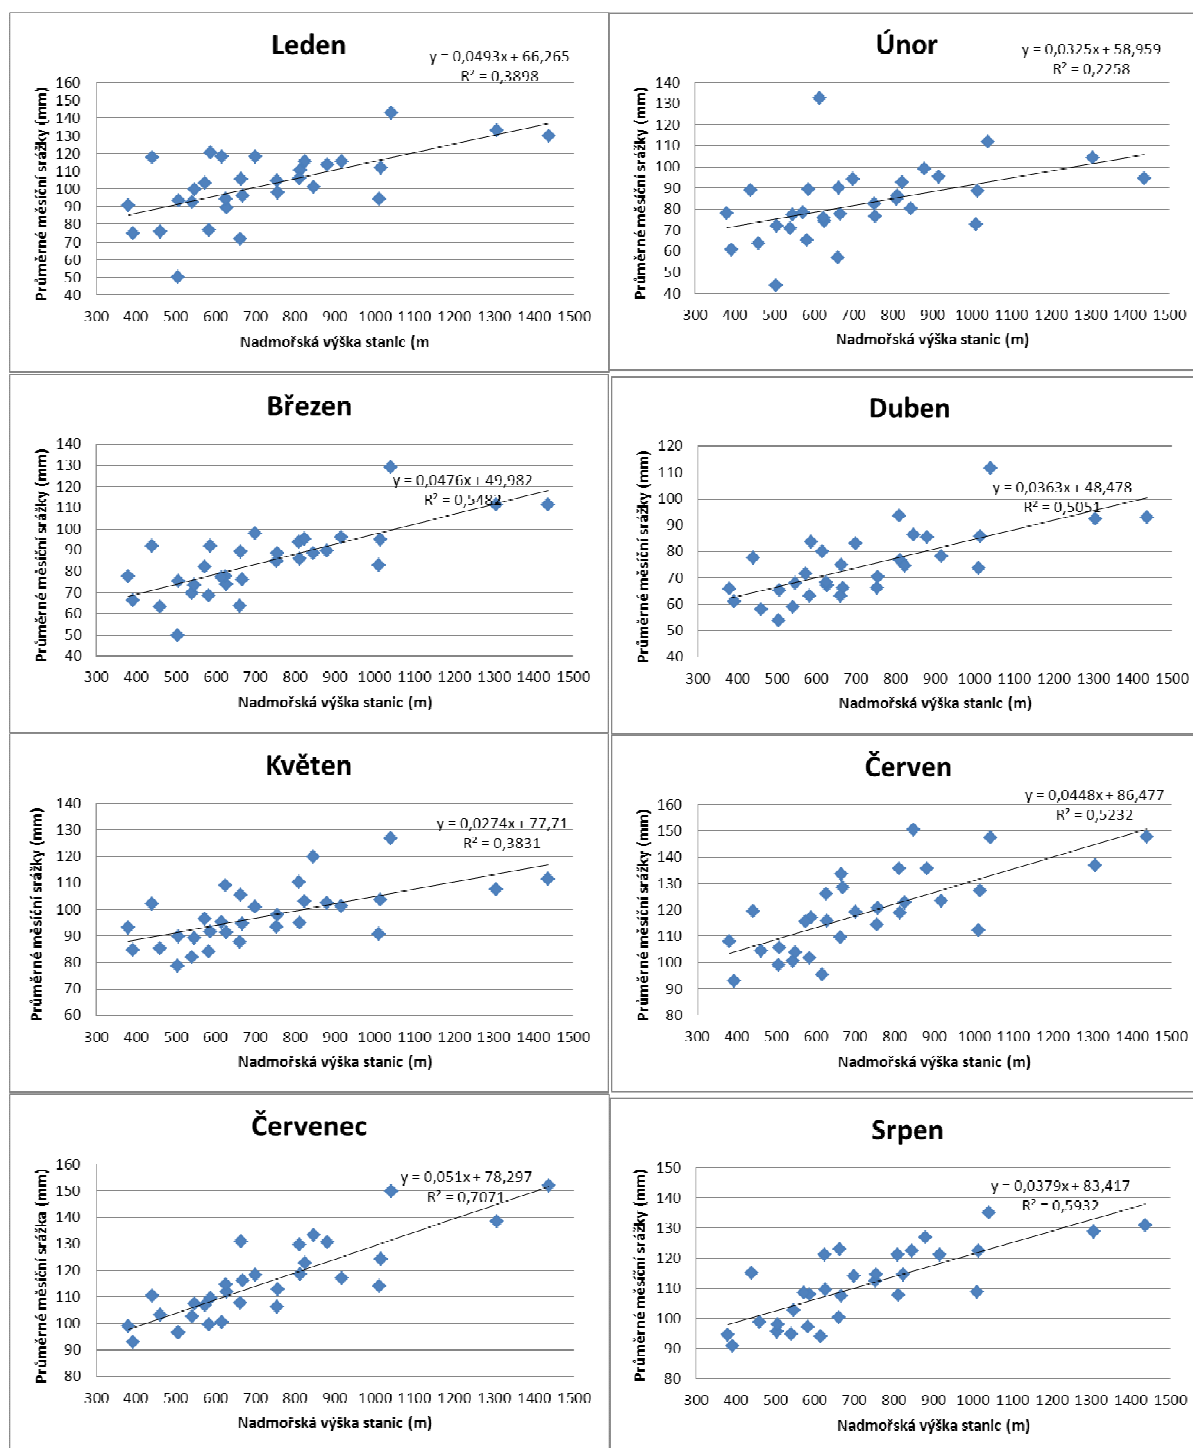 Leden
y = 0,0493x + 66,265
R² = 0,3898
Průměrné měsíční srážky (mm)
160
150
140
130
120
110
100
90
80
70
60
50
40
300 400 500 600 700 800 900 1000 1100 1200 1300 1400 1500
Nadmořská výška stanic (m
Únor
y = 0,0325x + 58,959
R² = 0,2258
Průměrné měsíční srážky (mm)
140
130
120
110
100
90
80
70
60
50
40
300 400 500 600 700 800 900 1000 1100 1200 1300 1400 1500
Nadmořská výška stanic (m
Březen
y = 0,0476x + 49,982
R² = 0,5482
Průměrné měsíční srážky (mm)
140
130
120
110
100
90
80
70
60
50
40
300 400 500 600 700 800 900 1000 1100 1200 1300 1400 1500
Nadmořská výška stanic (m)
Duben
y = 0,0363x + 48,478
R² = 0,5051
Průměrné měsíční srážky (mm)
120
110
100
90
80
70
60
50
40
300 400 500 600 700 800 900 1000 1100 1200 1300 1400 1500
Nadmořská výška stanic (m)
Květen
y = 0,0274x + 77,71
R² = 0,3831
Průměrné měsíční srážky (mm)
140
130
120
110
100
90
80
70
60
300 400 500 600 700 800 900 1000 1100 1200 1300 1400 1500
Nadmořská výška stanic (m)
Červen
y = 0,0448x + 86,477
R² = 0,5232
Průměrné měsíční srážky (mm)
160
150
140
130
120
110
100
90
80
300 400 500 600 700 800 900 1000 1100 1200 1300 1400 1500
Nadmořská výška stanic (m)
Červenec
y = 0,051x + 78,297
R² = 0,7071
Průměrné měsíční srážka (mm)
160
150
140
130
120
110
100
90
80
300 400 500 600 700 800 900 1000 1100 1200 1300 1400 1500
Nadmořská výška stanic (m)
Srpen
y = 0,0379x + 83,417
R² = 0,5932
Průměrné měsíční srážky (mm)
150
140
130
120
110
100
90
80
300 400 500 600 700 800 900 1000 1100 1200 1300 1400 1500
Nadmořská výška stanic (m)